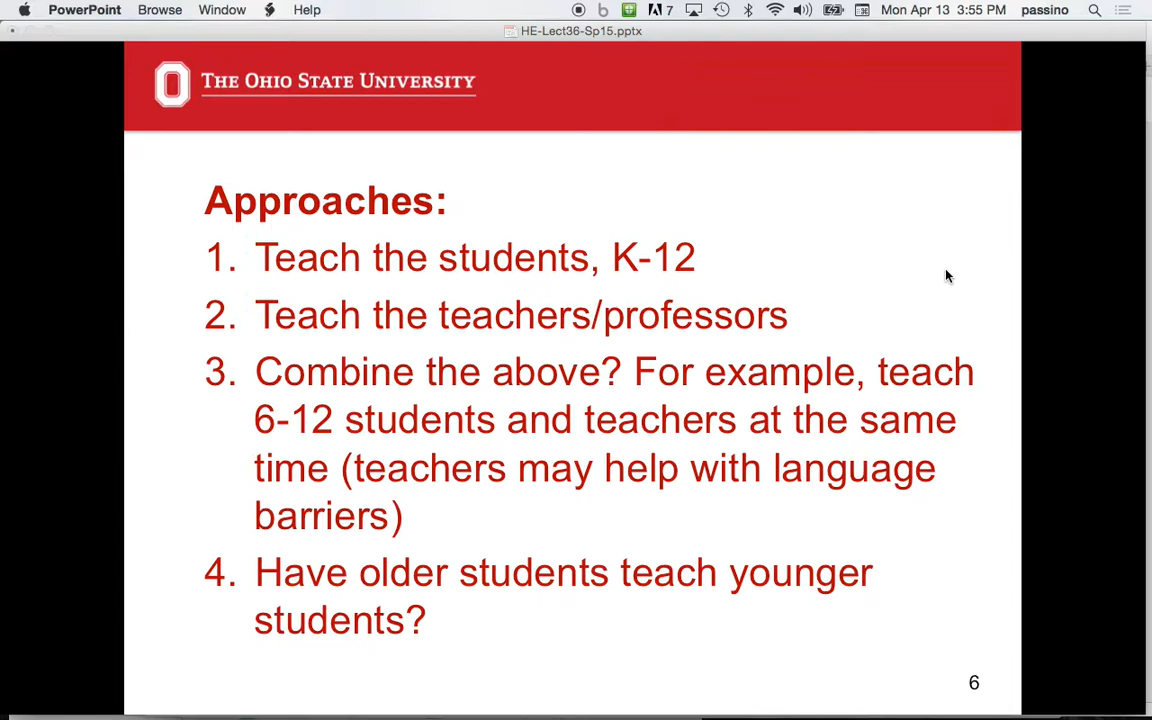 PowerPoint Browse Window Help 7 Mon Apr 13 3:55 PM passino
HE-Lect36-Sp15.pptx
THE OHIO STATE UNIVERSITY
Approaches:
1. Teach the students, K-12
2. Teach the teachers/professors
3. Combine the above? For example, teach
6-12 students and teachers at the same
time (teachers may help with language
barriers)
4. Have older students teach younger
students?
6